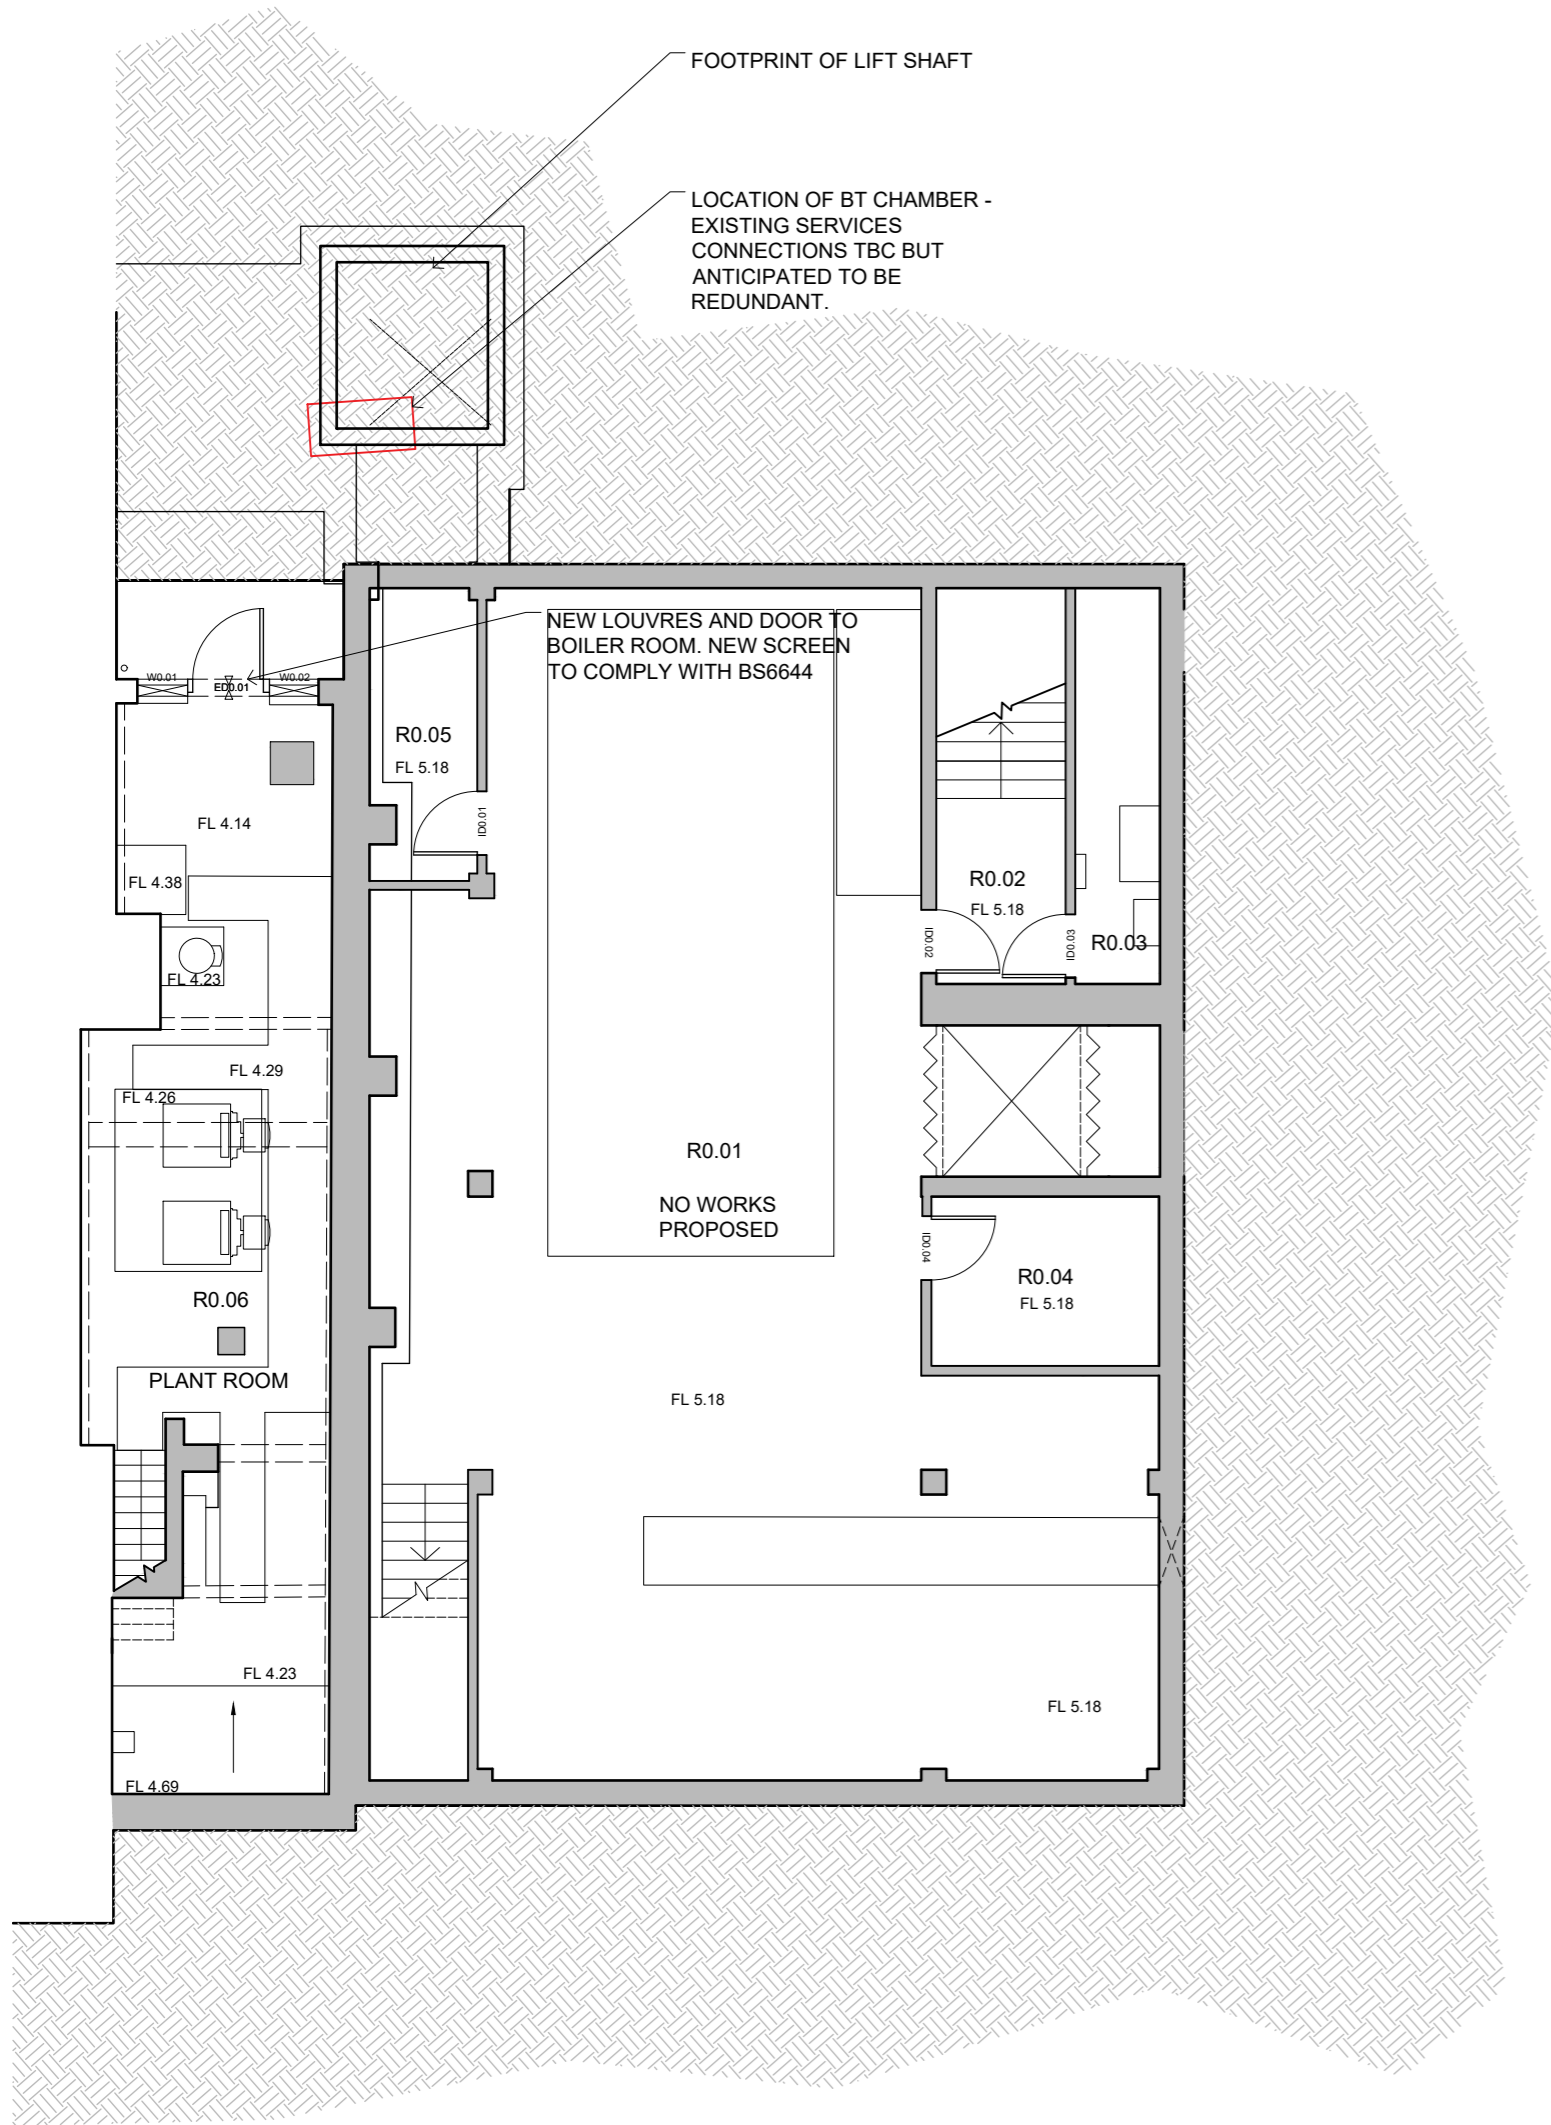 FOOTPRINT OF LIFT SHAFT
LOCATION OF BT CHAMBER -
EXISTING SERVICES
CONNECTIONS TBC BUT
ANTICIPATED TO BE
REDUNDANT.
NEW LOUVRES AND DOOR TO
BOILER ROOM. NEW SCREEN
TO COMPLY WITH BS6644
W0.01
ED0.01
W0.02
R0.05
FL 5.18
ID0.01
FL 4.14
FL 4.38
R0.02
FL 5.18
ID0.02
ID0.03
R0.03
FL 4.23
FL 4.29
FL 4.26
R0.01
NO WORKS
PROPOSED
ID0.04
R0.04
FL 5.18
R0.06
PLANT ROOM
FL 5.18
FL 4.23
FL 5.18
FL 4.69